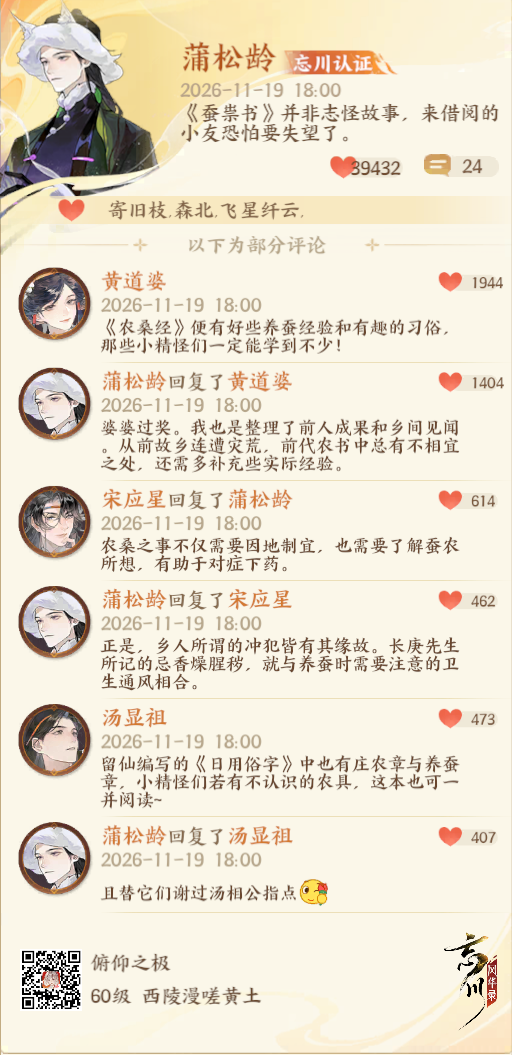 蒲松龄 忘川认证
2026-11-19 18:00
《蚕祟书》并非志怪故事，来借阅的
小友恐怕要失望了。
39432 24
寄旧枝,森北,飞星纤云,
以下为部分评论
黄道婆 1944
2026-11-19 18:00
《农桑经》便有好些养蚕经验和有趣的习俗，
那些小精怪们一定能学到不少！
蒲松龄回复了黄道婆 1404
2026-11-19 18:00
婆婆过奖。我也是整理了前人成果和乡间见闻
。从前故乡连遭灾荒，前代农书中总有不相宜
之处，还需多补充些实际经验。
宋应星回复了蒲松龄 614
2026-11-19 18:00
农桑之事不仅需要因地制宜，也需要了解蚕农
所想，有助于对症下药。
蒲松龄回复了宋应星 462
2026-11-19 18:00
正是，乡人所谓的冲犯皆有其缘故。长庚先生
所记的忌香燥腥秽，就与养蚕时需要注意的卫
生通风相合。
汤显祖 473
2026-11-19 18:00
留仙编写的《日用俗字》中也有庄农章与养蚕
章，小精怪们若有不认识的农具，这本也可一
并阅读~
蒲松龄回复了汤显祖 407
2026-11-19 18:00
且替它们谢过汤相公指点
俯仰之极
60级 西陵漫嗟黄土
忘川
风华录